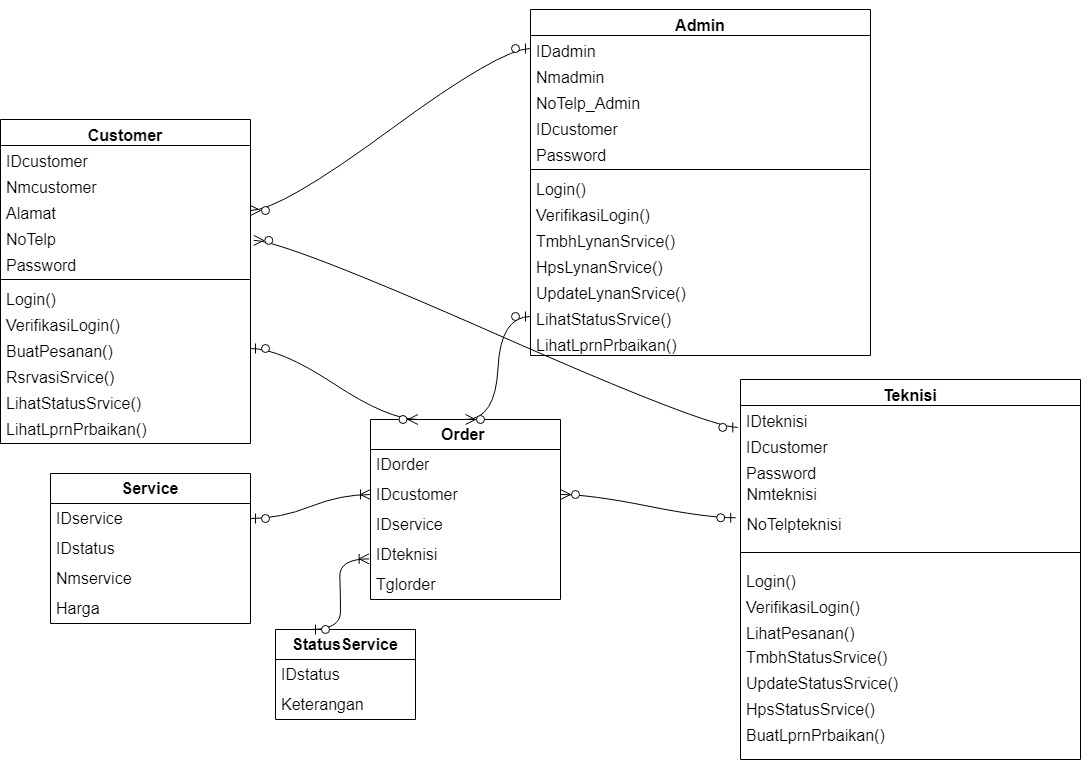 Admin
IDadmin
Nmadmin
NoTelp_Admin
IDcustomer
Password
Login()
VerifikasiLogin()
TmbhLynanSrvice()
HpsLynanSrvice()
UpdateLynanSrvice()
LihatStatusSrvice()
LihatLprnPrbaikan()
Customer
IDcustomer
Nmcustomer
Alamat
NoTelp
Password
Login()
VerifikasiLogin()
BuatPesanan()
RsrvasiSrvice()
LihatStatusSrvice()
LihatLprnPrbaikan()
Teknisi
IDteknisi
IDcustomer
Password
Nmteknisi
NoTelpteknisi
Login()
VerifikasiLogin()
LihatPesanan()
TmbhStatusSrvice()
UpdateStatusSrvice()
HpsStatusSrvice()
BuatLprnPrbaikan()
Order
IDorder
IDcustomer
IDservice
IDteknisi
Tglorder
Service
IDservice
IDstatus
Nmservice
Harga
StatusService
IDstatus
Keterangan